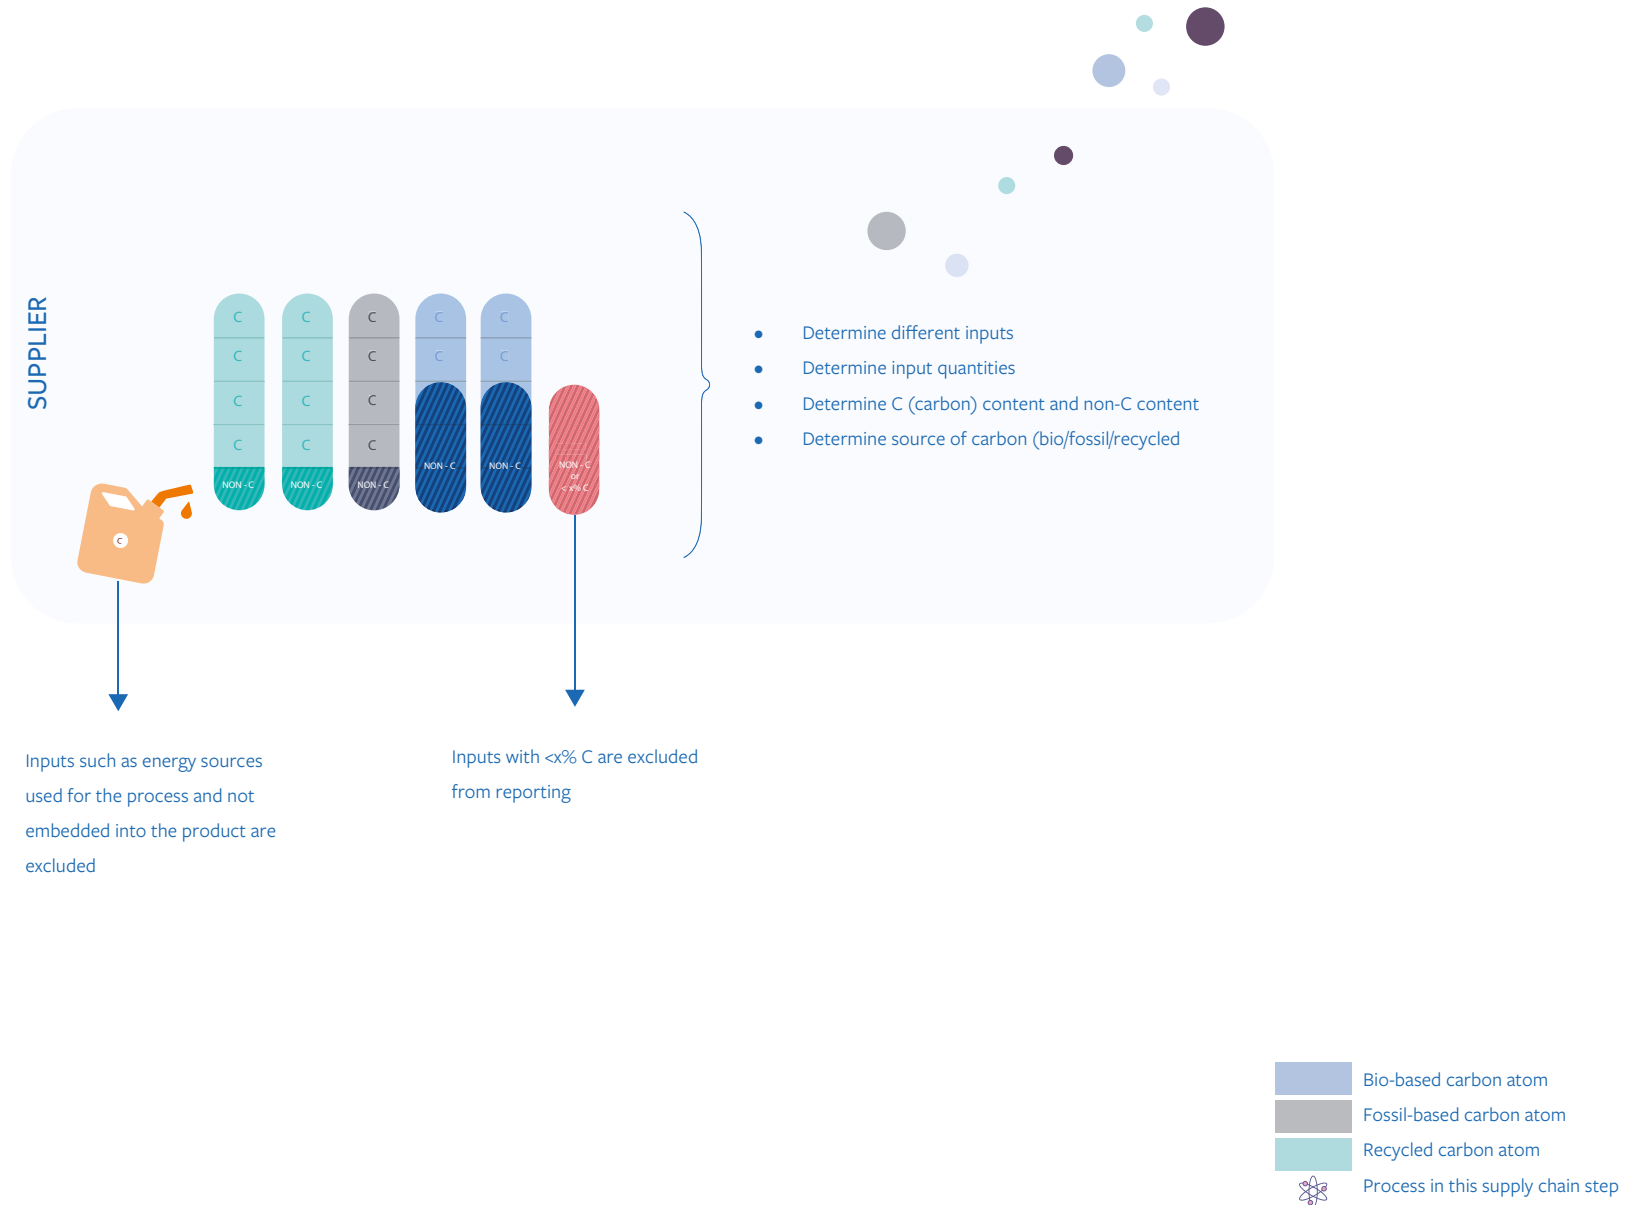 SUPPLIER
C C C C C
C C C C C
C C C
C C C
NON - C NON - C NON - C NON - C NON - C
NON - C
or
< x% C
C
• Determine different inputs
• Determine input quantities
• Determine C (carbon) content and non-C content
• Determine source of carbon (bio/fossil/recycled
Inputs such as energy sources
used for the process and not
embedded into the product are
excluded
Inputs with <x% C are excluded
from reporting
Bio-based carbon atom
Fossil-based carbon atom
Recycled carbon atom
Process in this supply chain step